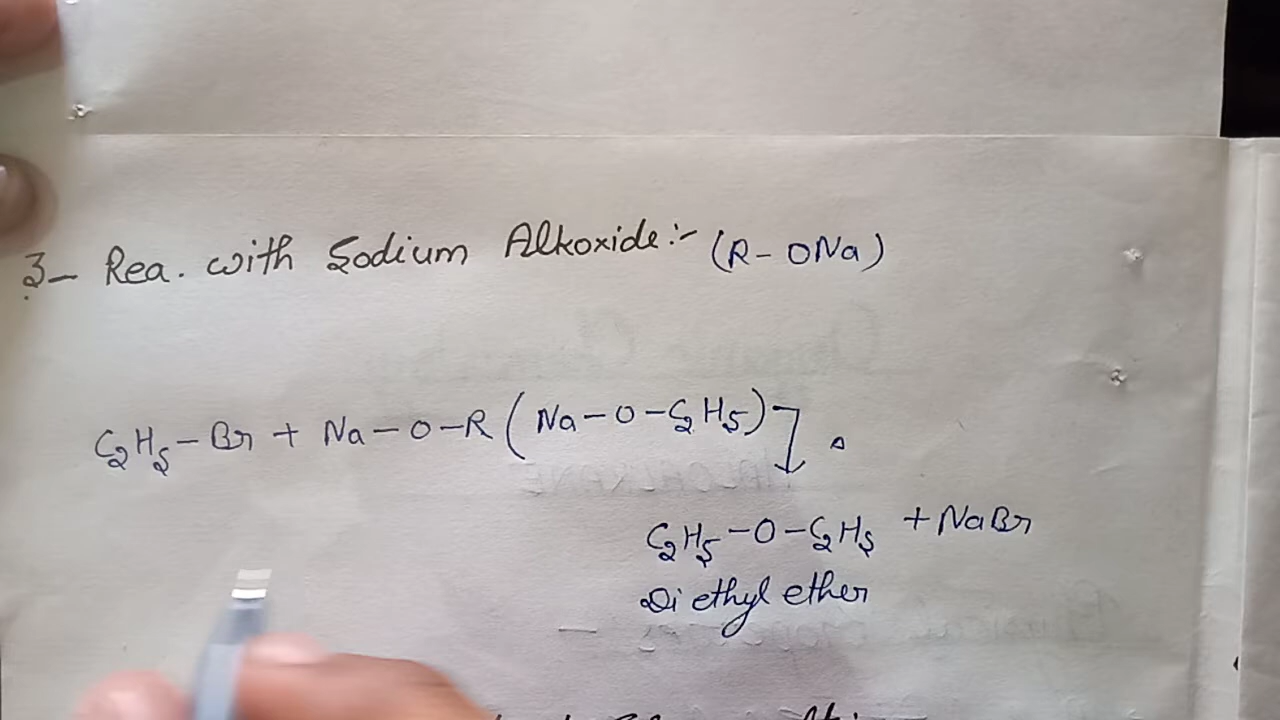 3- Rea. with Sodium Alkoxide:- (R- ONa)
C₂H₅-Br + Na-O-R (Na-O-C₂H₅) Δ
C₂H₅-O-C₂H₅ + NaBr
Di ethyl ether